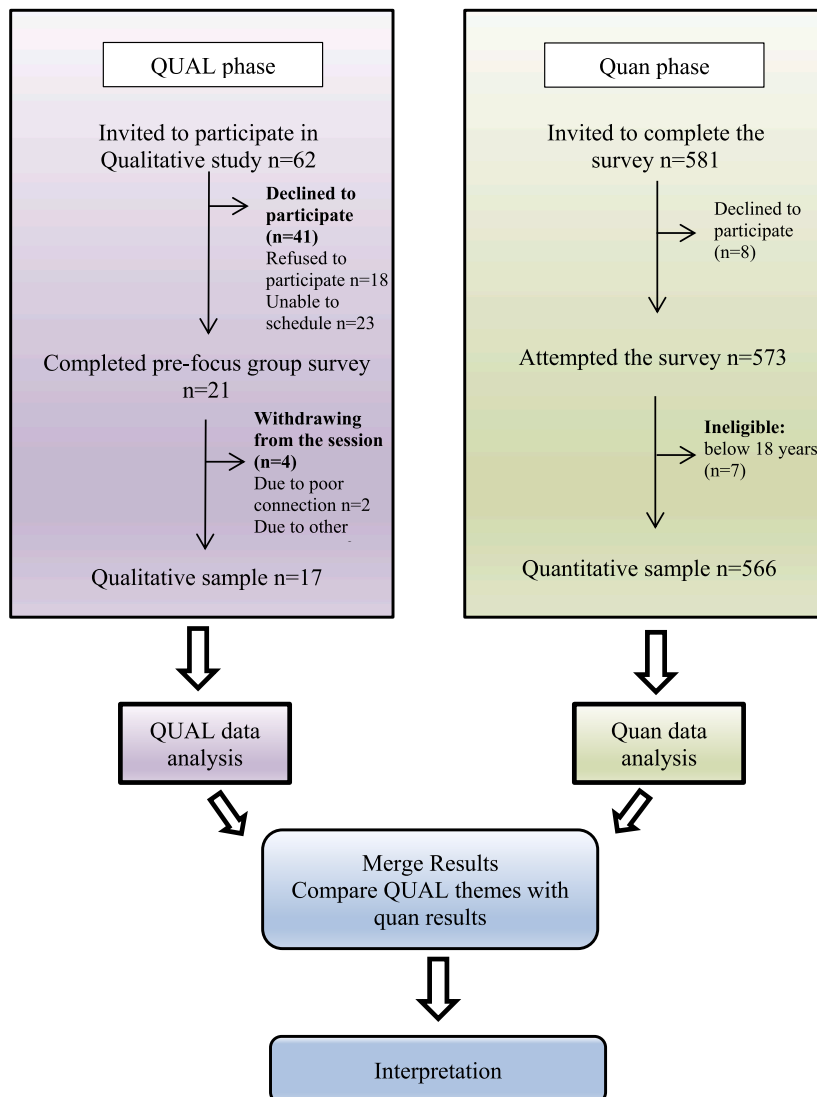 QUAL phase
Invited to participate in
Qualitative study n=62
Declined to
participate
(n=41)
Refused to
participate n=18
Unable to
schedule n=23
Completed pre-focus group survey
n=21
Withdrawing
from the session
(n=4)
Due to poor
connection n=2
Due to other
Qualitative sample n=17
Quan phase
Invited to complete the
survey n=581
Declined to
participate
(n=8)
Attempted the survey n=573
Ineligible:
below 18 years
(n=7)
Quantitative sample n=566
QUAL data
analysis
Quan data
analysis
Merge Results
Compare QUAL themes with
quan results
Interpretation